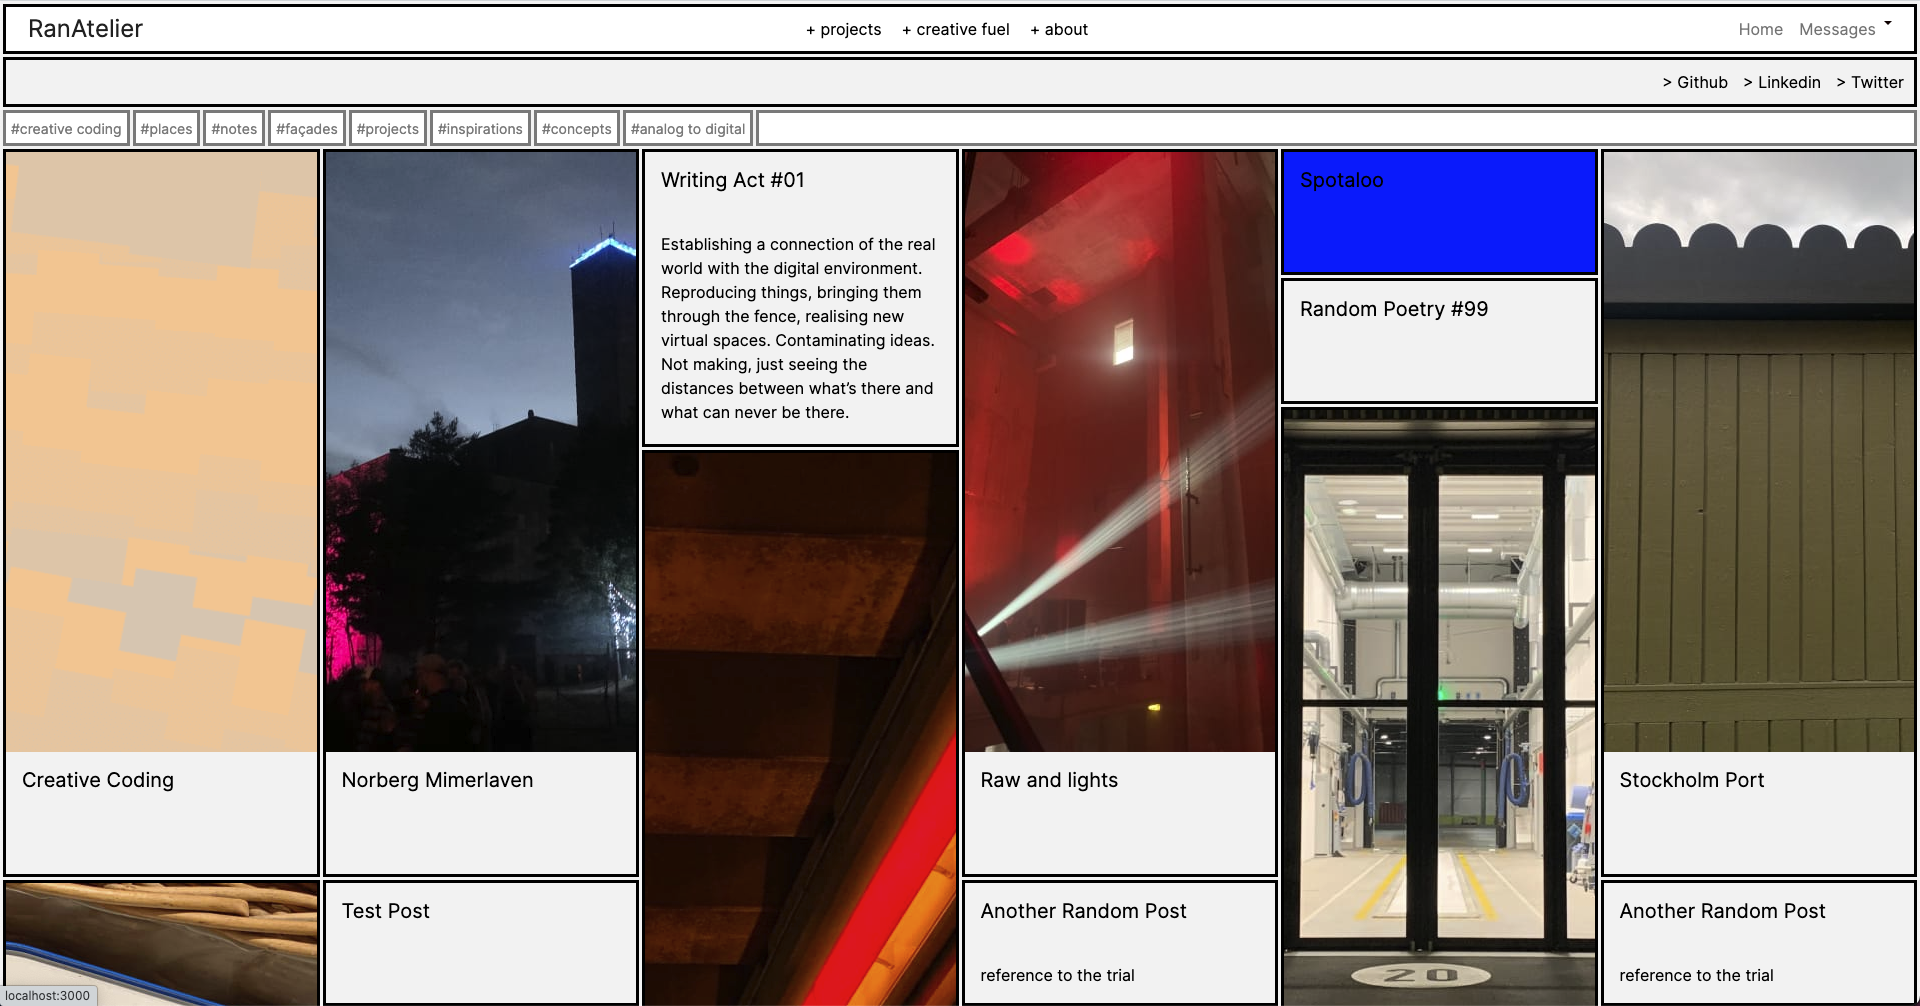 RanAtelier
+ projects + creative fuel + about
Home Messages
> Github > Linkedin > Twitter
#creative coding #places #notes #façades #projects #inspirations #concepts #analog to digital
Creative Coding
Norberg Mimerlaven
Test Post
Writing Act #01
Establishing a connection of the real
world with the digital environment.
Reproducing things, bringing them
through the fence, realising new
virtual spaces. Contaminating ideas.
Not making, just seeing the
distances between what’s there and
what can never be there.
Raw and lights
Another Random Post
reference to the trial
Spotaloo
Random Poetry #99
20
Stockholm Port
Another Random Post
reference to the trial
localhost:3000